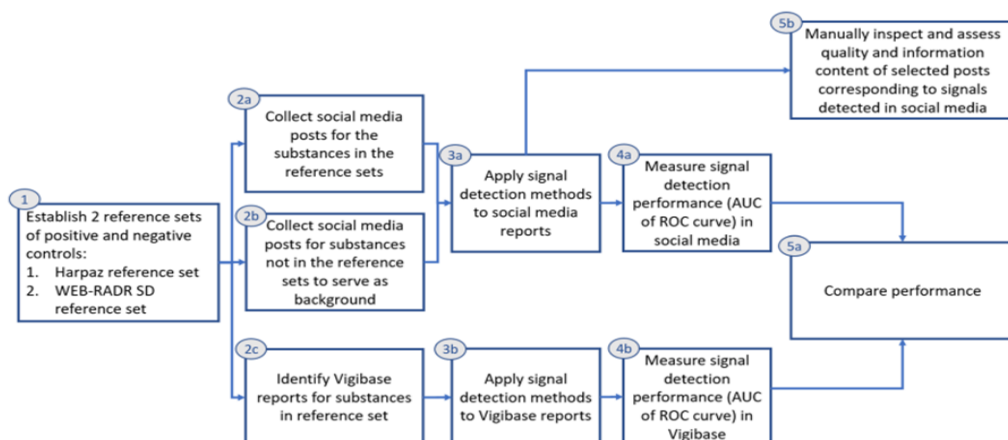 1
Establish 2 reference sets
of positive and negative
controls:
1. Harpaz reference set
2. WEB-RADR SD
reference set
2a
Collect social media
posts for the
substances in the
reference sets
2b
Collect social media
posts for substances
not in the reference
sets to serve as
background
2c
Identify Vigibase
reports for substances
in reference set
3a
Apply signal
detection methods
to social media
reports
3b
Apply signal
detection methods
to Vigibase reports
4a
Measure signal
detection
performance (AUC
of ROC curve) in
social media
4b
Measure signal
detection
performance (AUC
of ROC curve) in
Vigibase
5a
Compare performance
5b
Manually inspect and assess
quality and information
content of selected posts
corresponding to signals
detected in social media